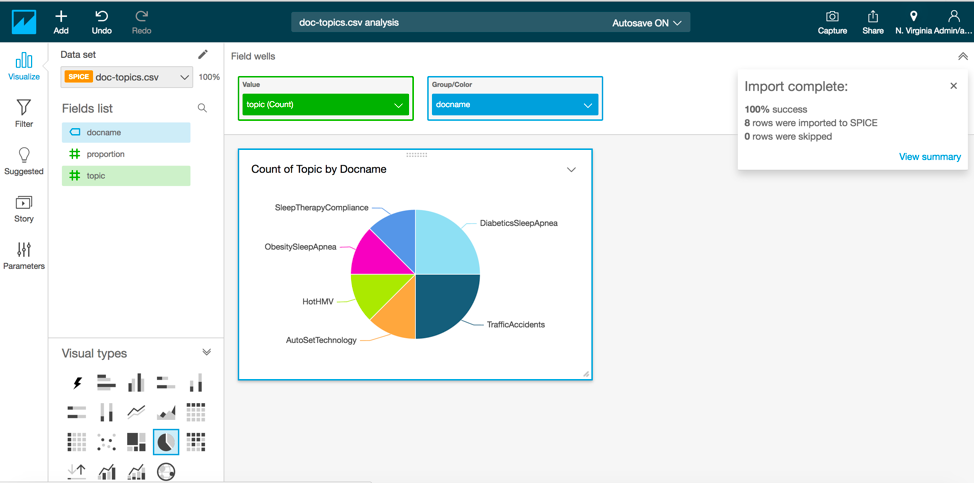 Add
Undo
Redo
doc-topics.csv analysis
Autosave ON
Capture
Share
N. Virginia Admin/a...
Visualize
Filter
Suggested
Story
Parameters
Data set
SPICE doc-topics.csv
100%
Fields list
docname
proportion
topic
Visual types
Field wells
Value
topic (Count)
Group/Color
docname
Count of Topic by Docname
SleepTherapyCompliance
DiabeticsSleepApnea
ObesitySleepApnea
HotHMV
TrafficAccidents
AutoSetTechnology
Import complete:
100% success
8 rows were imported to SPICE
0 rows were skipped
View summary